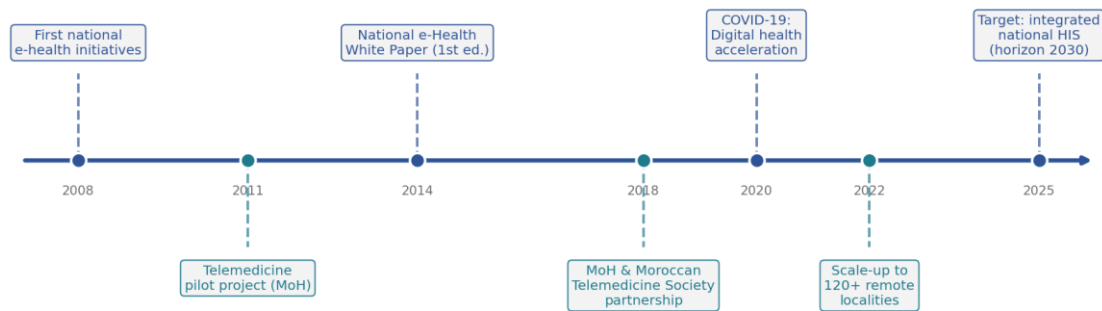 First national
e-health initiatives
National e-Health
White Paper (1st ed.)
COVID-19:
Digital health
acceleration
Target: integrated
national HIS
(horizon 2030)
2008
2011
2014
2018
2020
2022
2025
Telemedicine
pilot project (MoH)
MoH & Moroccan
Telemedicine Society
partnership
Scale-up to
120+ remote
localities